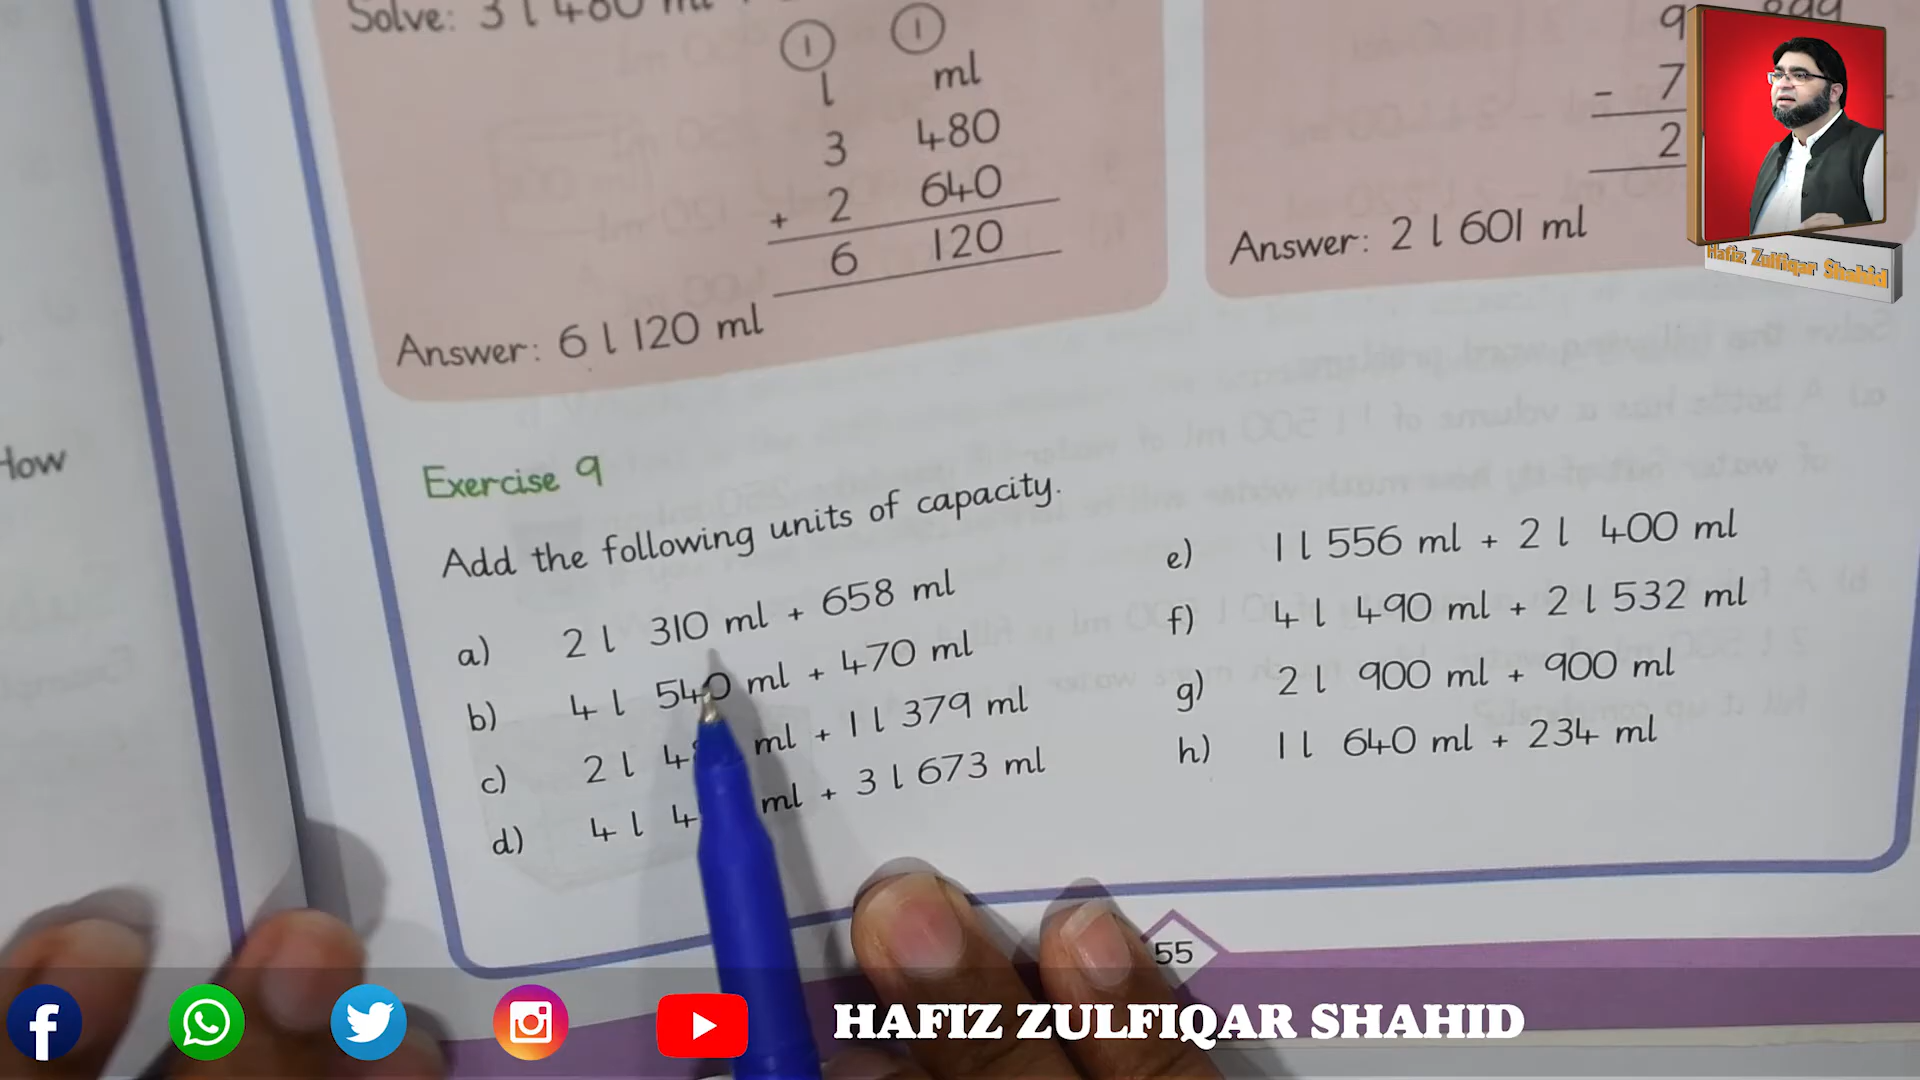 Solve: 3 l 480 ml
1 1
l ml
3 480
+ 2 640
6 120
Answer: 6 l 120 ml
9 899
- 7
2
Answer: 2 l 601 ml
Hafiz Zulfiqar Shahid
How
Exercise 9
Add the following units of capacity.
a) 2 l 310 ml + 658 ml
b) 4 l 540 ml + 470 ml
c) 2 l ml + 1 l 379 ml
d) 4 l ml + 3 l 673 ml
e) 1 l 556 ml + 2 l 400 ml
f) 4 l 490 ml + 2 l 532 ml
g) 2 l 900 ml + 900 ml
h) 1 l 640 ml + 234 ml
55
HAFIZ ZULFIQAR SHAHID